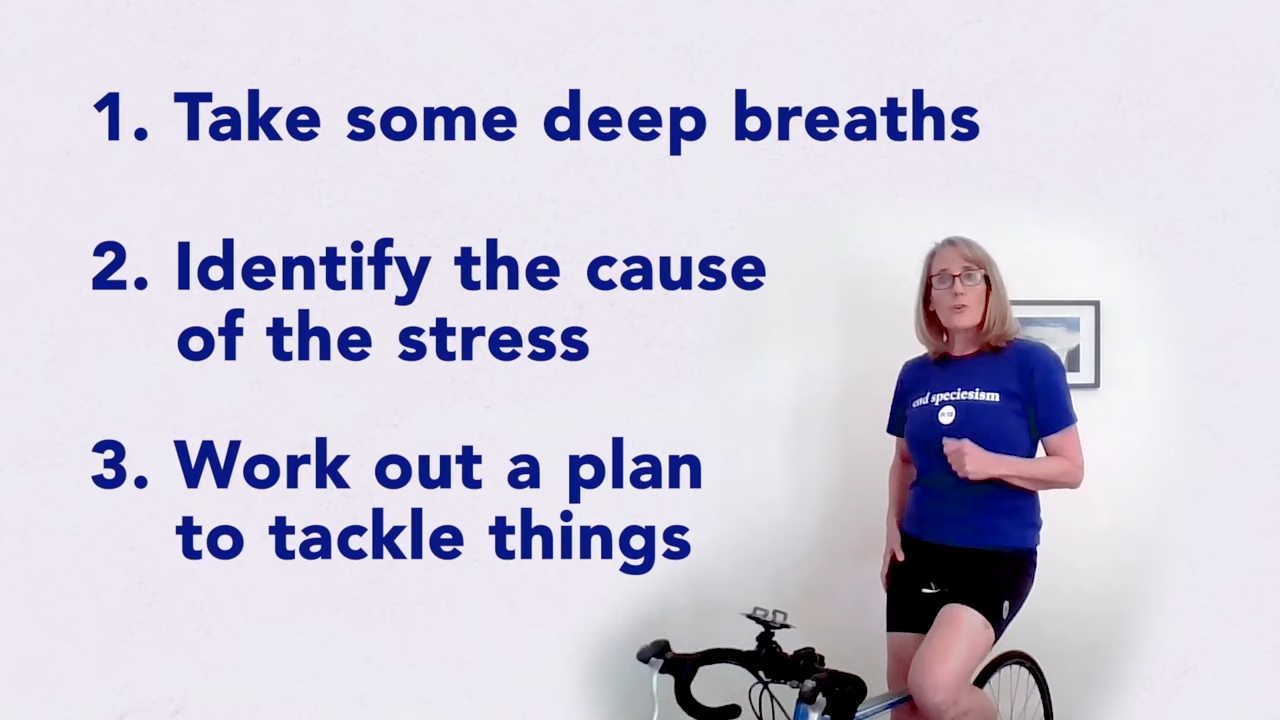 1. Take some deep breaths
2. Identify the cause
of the stress
3. Work out a plan
to tackle things
end speciesism